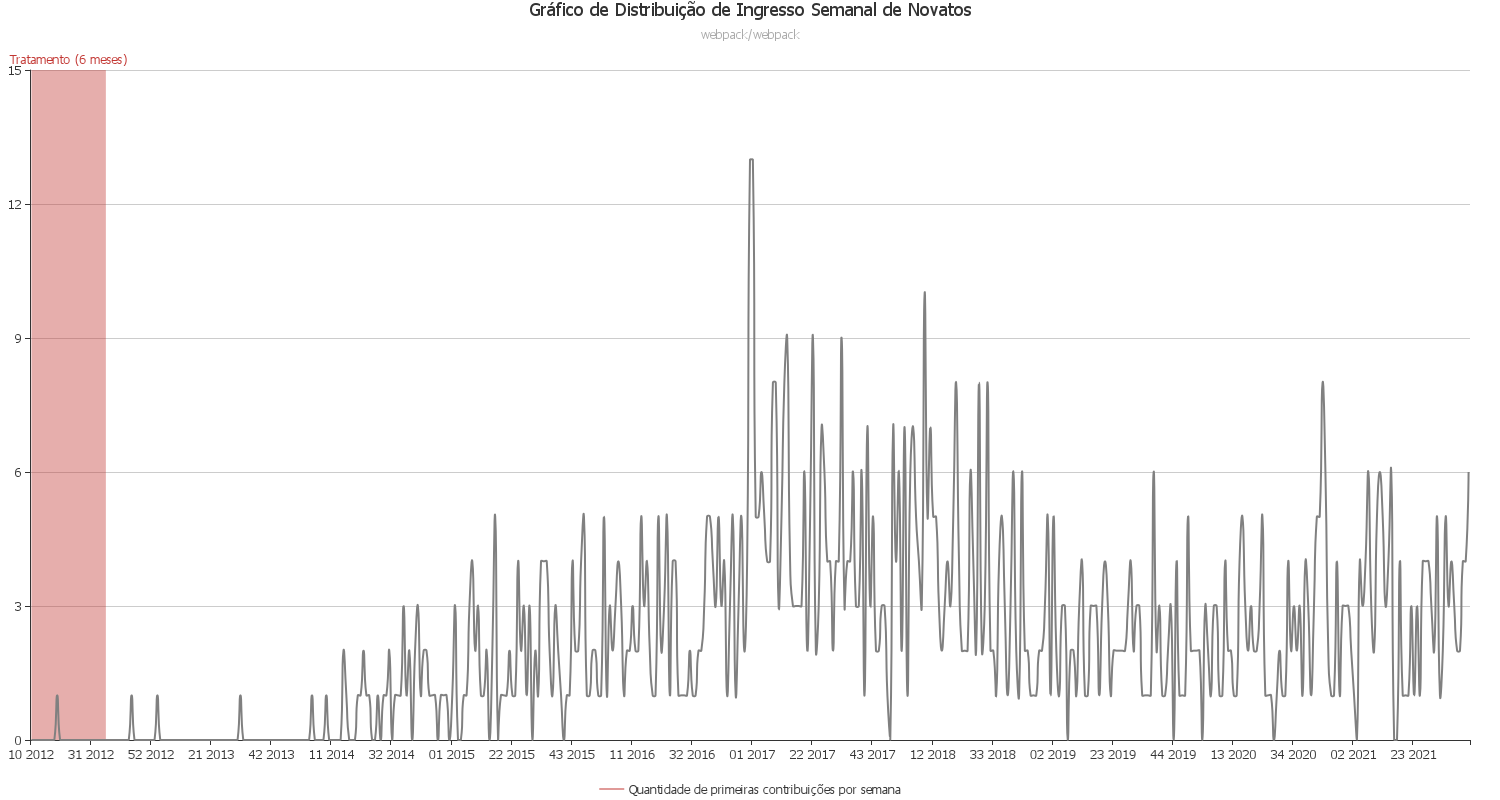 Gráfico de Distribuição de Ingresso Semanal de Novatos
webpack/webpack
Tratamento (6 meses)
15
12
9
6
3
0
10 2012 31 2012 52 2012 21 2013 42 2013 11 2014 32 2014 01 2015 22 2015 43 2015 11 2016 32 2016 01 2017 22 2017 43 2017 12 2018 33 2018 02 2019 23 2019 44 2019 13 2020 34 2020 02 2021 23 2021
Quantidade de primeiras contribuições por semana